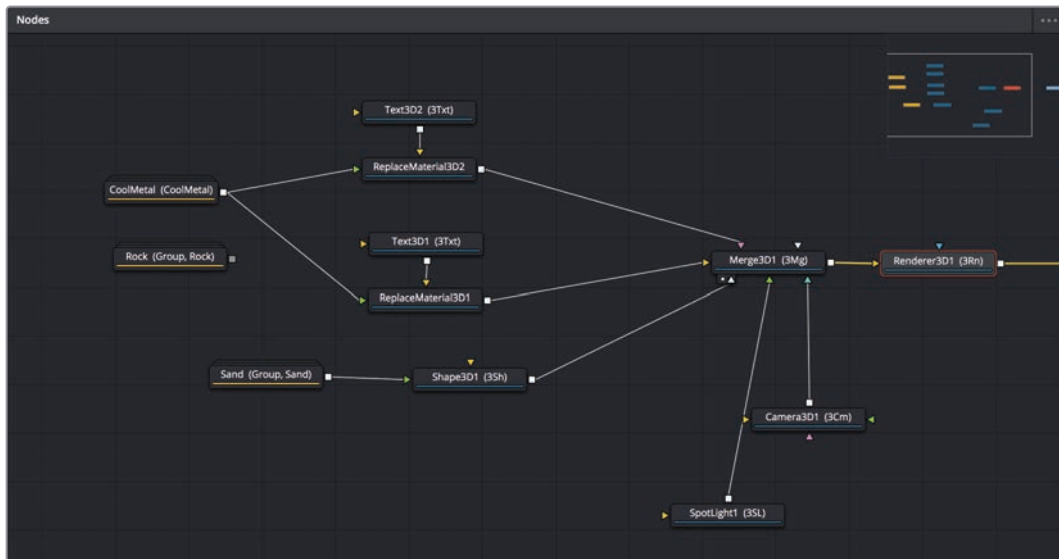 Nodes
Text3D2 (3Txt)
ReplaceMaterial3D2
CoolMetal (CoolMetal)
Text3D1 (3Txt)
Rock (Group, Rock)
Merge3D1 (3Mg)
Renderer3D1 (3Rn)
ReplaceMaterial3D1
Sand (Group, Sand)
Shape3D1 (3Sh)
Camera3D1 (3Cm)
SpotLight1 (3SL)